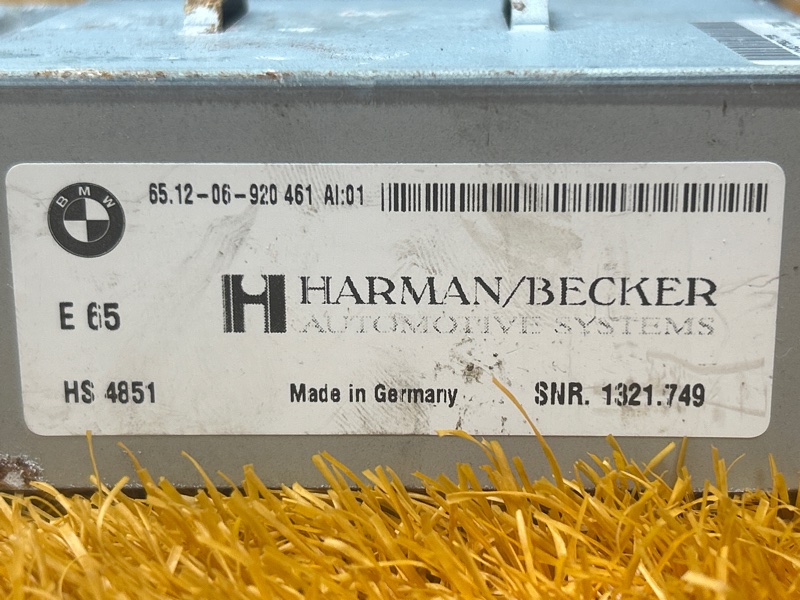 65.12-06-920 461 AI:01
BMW
E 65
HARMAN/BECKER
AUTOMOTIVE SYSTEMS
HS 4851
Made in Germany
SNR. 1321.749